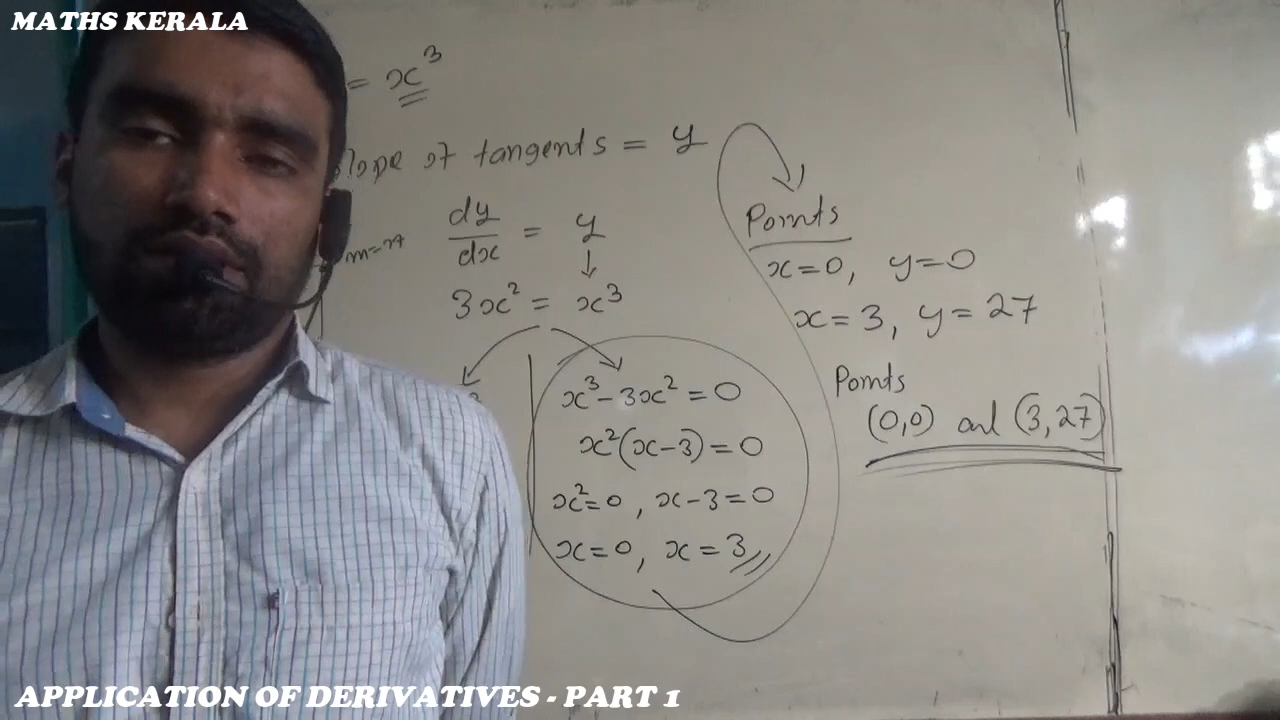 MATHS KERALA
= x³
slope of tangents = y
dy/dx = y
3x² = x³
x³-3x²=0
x²(x-3)=0
x²=0, x-3=0
x=0, x=3
Points
x=0, y=0
x=3, y=27
Points
(0,0) and (3,27)
APPLICATION OF DERIVATIVES - PART 1